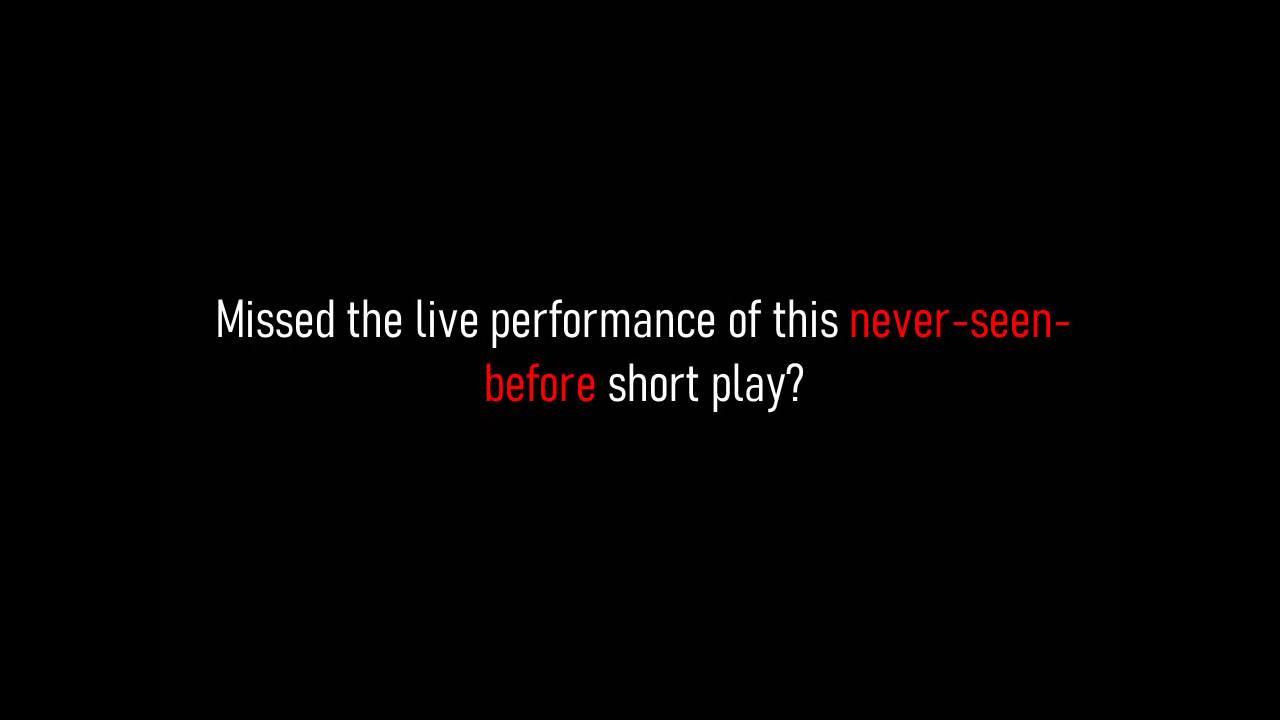 Missed the live performance of this never-seen-
before short play?